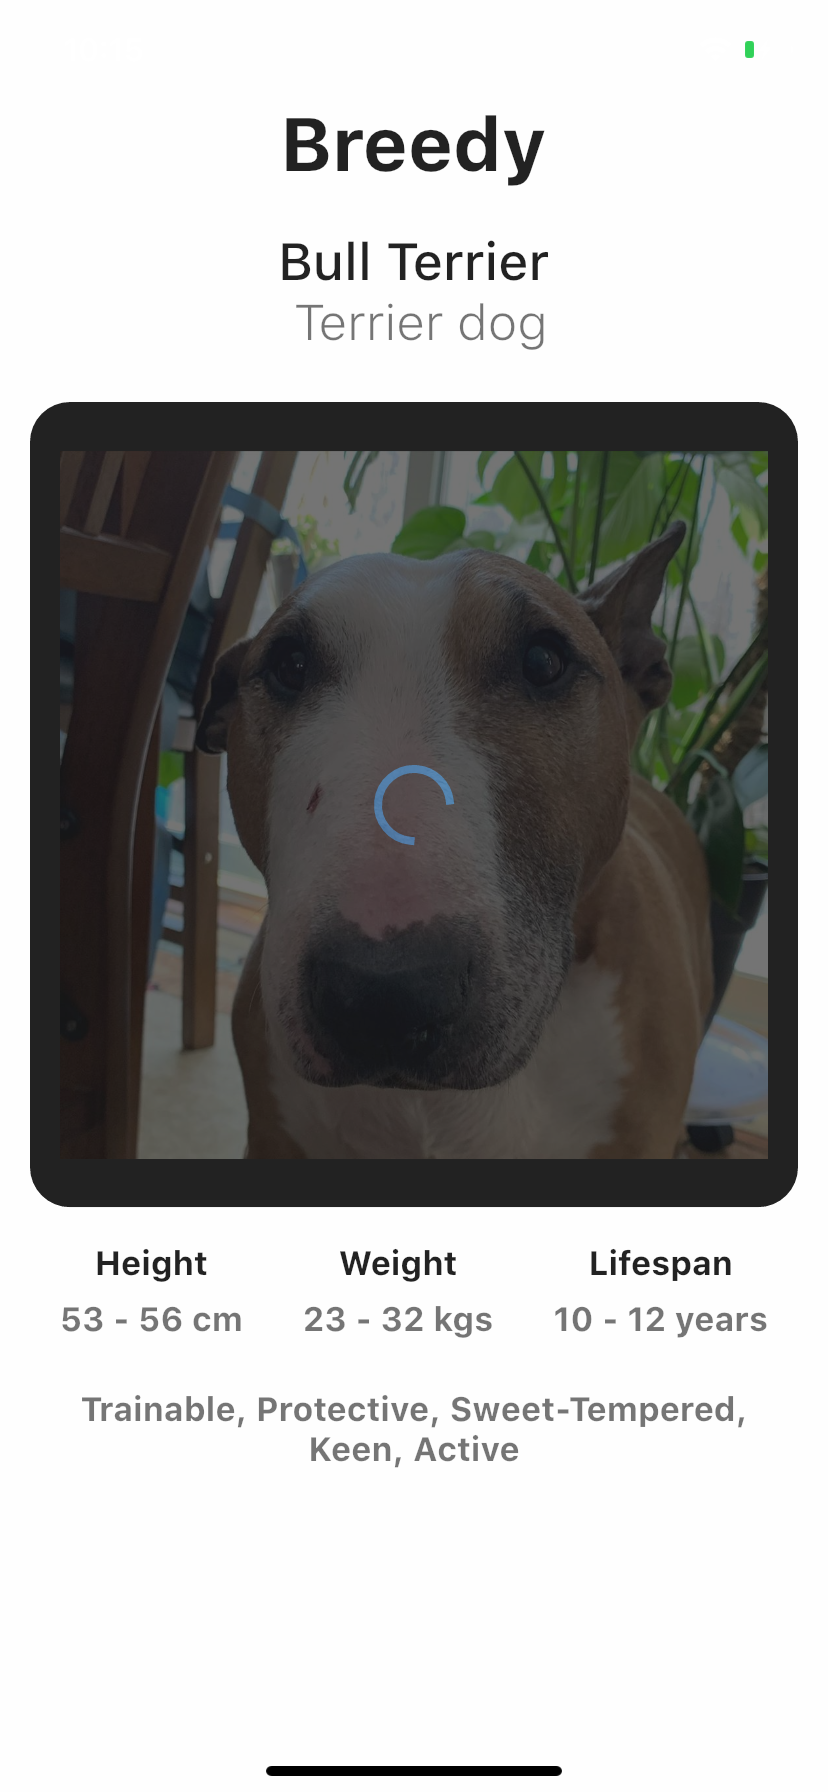 Breedy
Bull Terrier
Terrier dog
Height Weight Lifespan
53 - 56 cm 23 - 32 kgs 10 - 12 years
Trainable, Protective, Sweet-Tempered,
Keen, Active